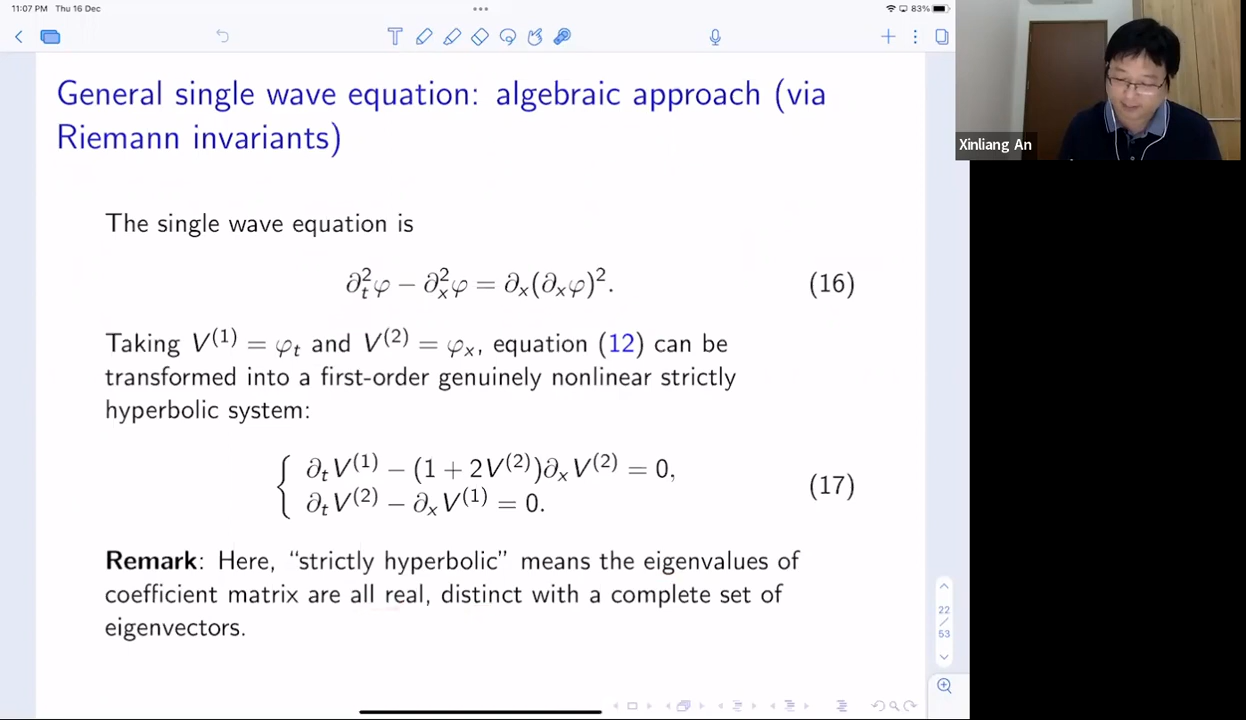 11:07 PM Thu 16 Dec
83%
General single wave equation: algebraic approach (via
Riemann invariants)
Xinliang An
The single wave equation is
∂ₜ²φ − ∂ₓ²φ = ∂ₓ(∂ₓφ)². (16)
Taking V⁽¹⁾ = φₜ and V⁽²⁾ = φₓ, equation (12) can be
transformed into a first-order genuinely nonlinear strictly
hyperbolic system:
∂ₜV⁽¹⁾ − (1 + 2V⁽²⁾)∂ₓV⁽²⁾ = 0,
∂ₜV⁽²⁾ − ∂ₓV⁽¹⁾ = 0. (17)
Remark: Here, “strictly hyperbolic” means the eigenvalues of
coefficient matrix are all real, distinct with a complete set of
eigenvectors.
22
/
53